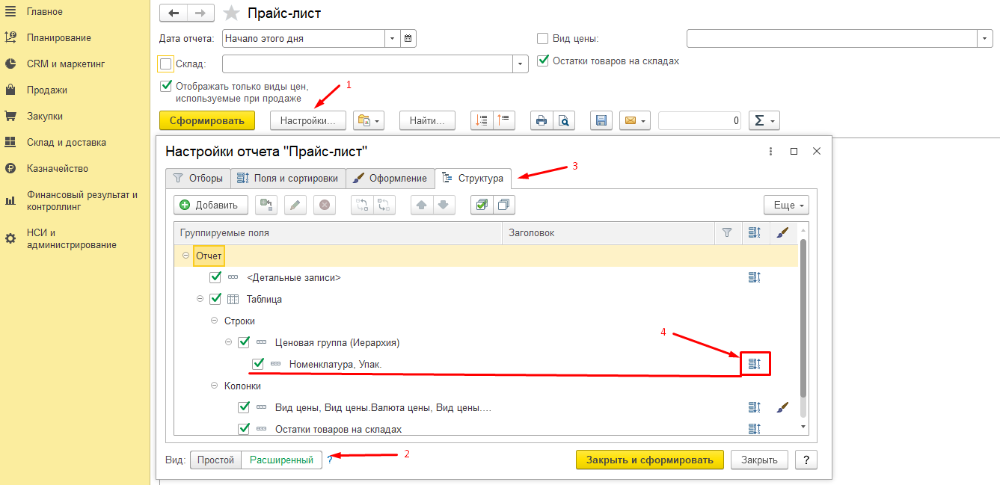 Главное
Планирование
CRM и маркетинг
Продажи
Закупки
Склад и доставка
Казначейство
Финансовый результат и
контроллинг
НСИ и
администрирование
Прайс-лист
Дата отчета: Начало этого дня Вид цены:
Склад: Остатки товаров на складах
Отображать только виды цен,
используемые при продаже
1
Сформировать Настройки... Найти... 0 Σ
Настройки отчета "Прайс-лист"
3
Отборы Поля и сортировки Оформление Структура
Добавить Еще
Группируемые поля Заголовок
Отчет
<Детальные записи>
Таблица
Строки
4
Ценовая группа (Иерархия)
Номенклатура, Упак.
Колонки
Вид цены, Вид цены.Валюта цены, Вид цены....
Остатки товаров на складах
Вид: Простой Расширенный ? 2 Закрыть и сформировать Закрыть ?